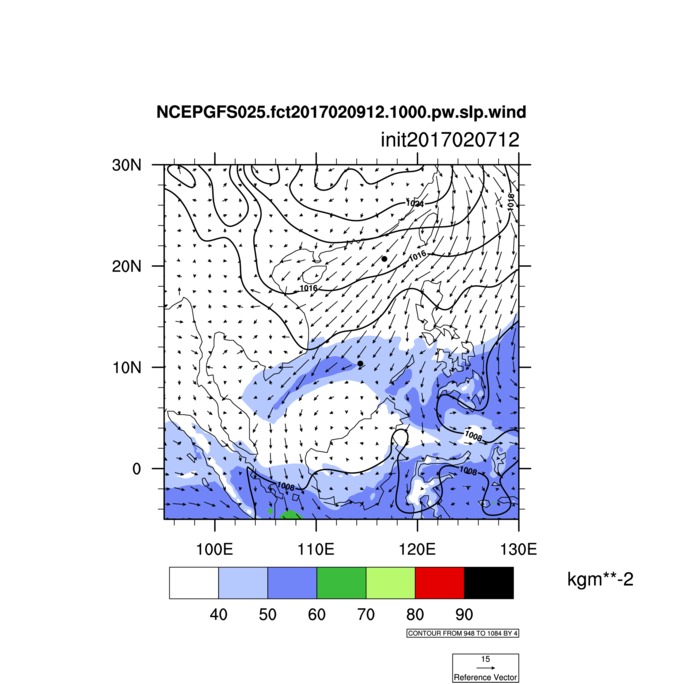 NCEPGFS025.fct2017020912.1000.pw.slp.wind
init2017020712
30N
20N
10N
0
1024
1016
1016
1016
1008
1008
1008
100E 110E 120E 130E
kgm**-2
40 50 60 70 80 90
CONTOUR FROM 948 TO 1084 BY 4
15
Reference Vector